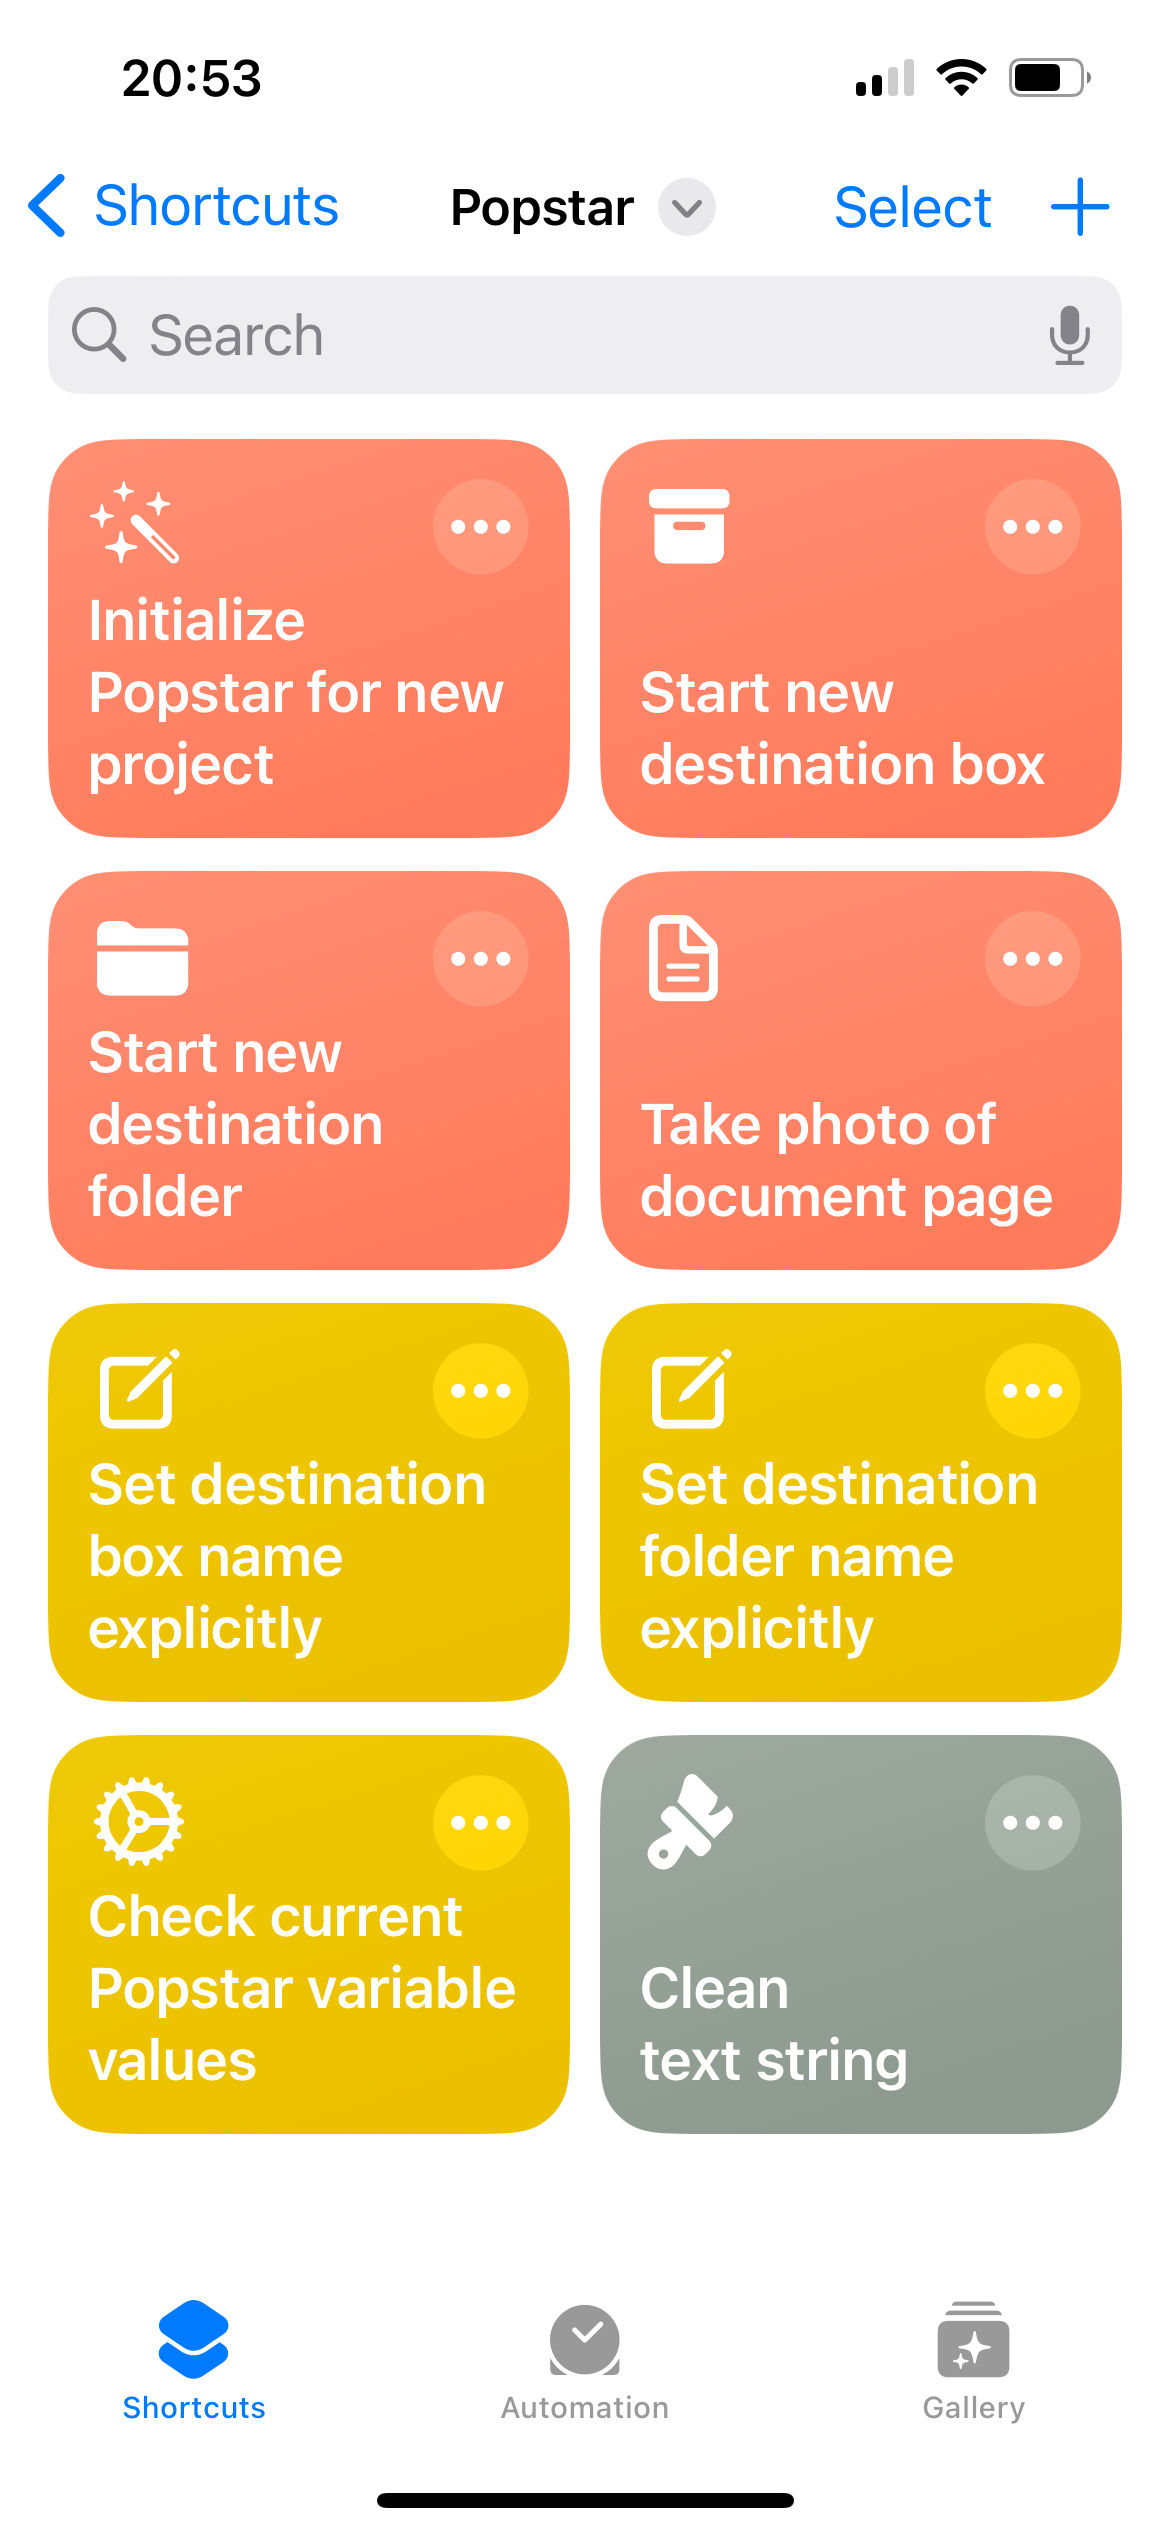 20:53
Shortcuts
Popstar
Select
Search
Initialize
Popstar for new
project
Start new
destination box
Start new
destination
folder
Take photo of
document page
Set destination
box name
explicitly
Set destination
folder name
explicitly
Check current
Popstar variable
values
Clean
text string
Shortcuts
Automation
Gallery